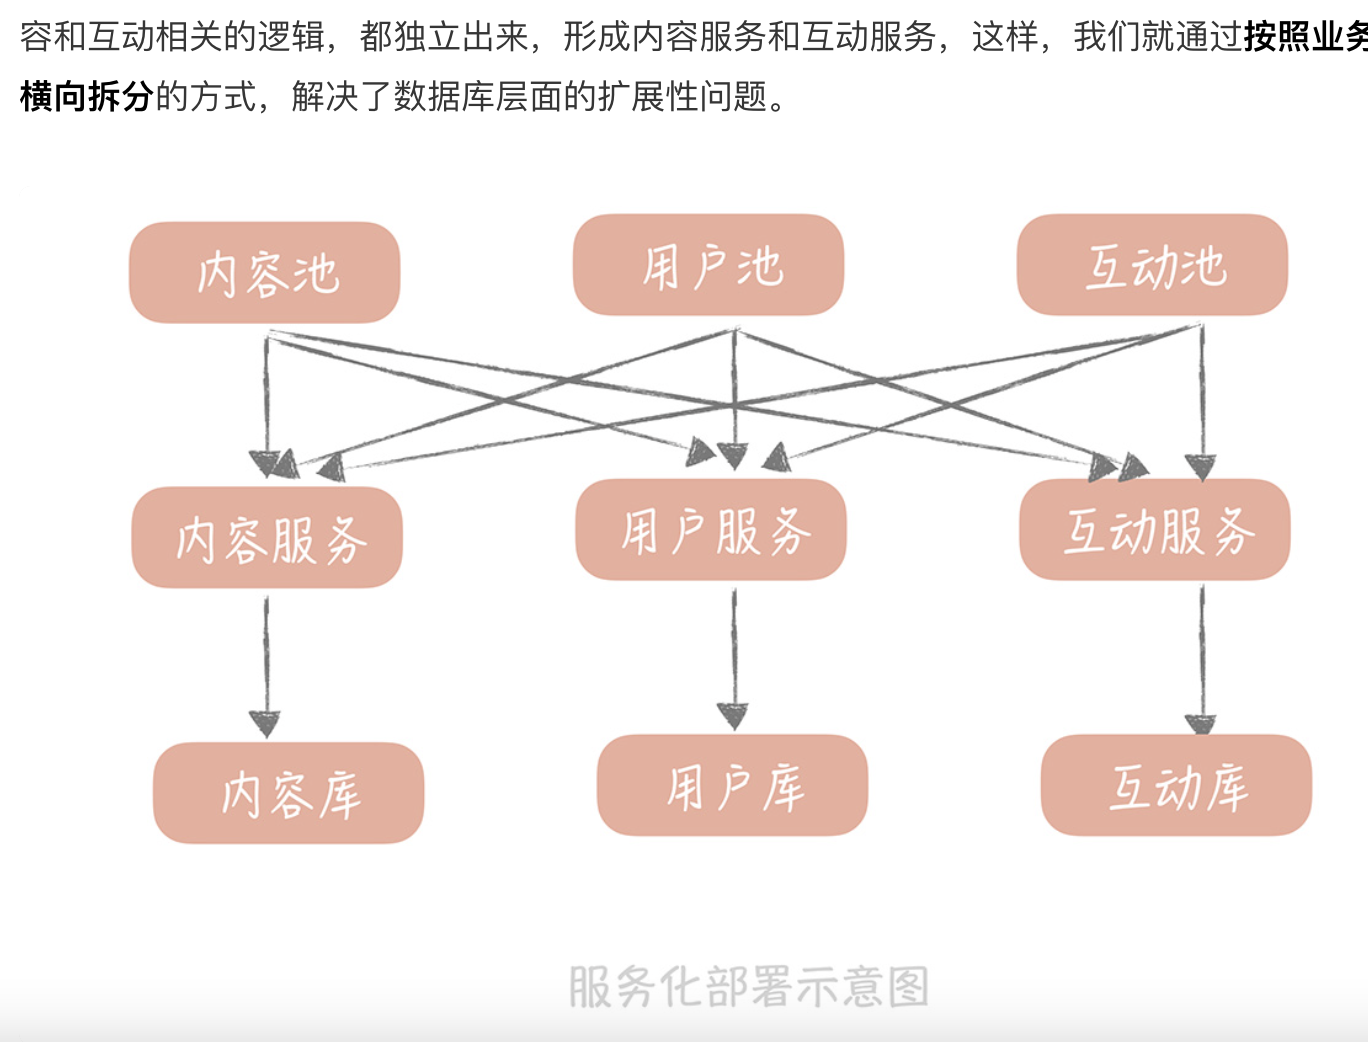 容和互动相关的逻辑，都独立出来，形成内容服务和互动服务，这样，我们就通过按照业务
横向拆分的方式，解决了数据库层面的扩展性问题。
内容池
用户池
互动池
内容服务
用户服务
互动服务
内容库
用户库
互动库
服务化部署示意图